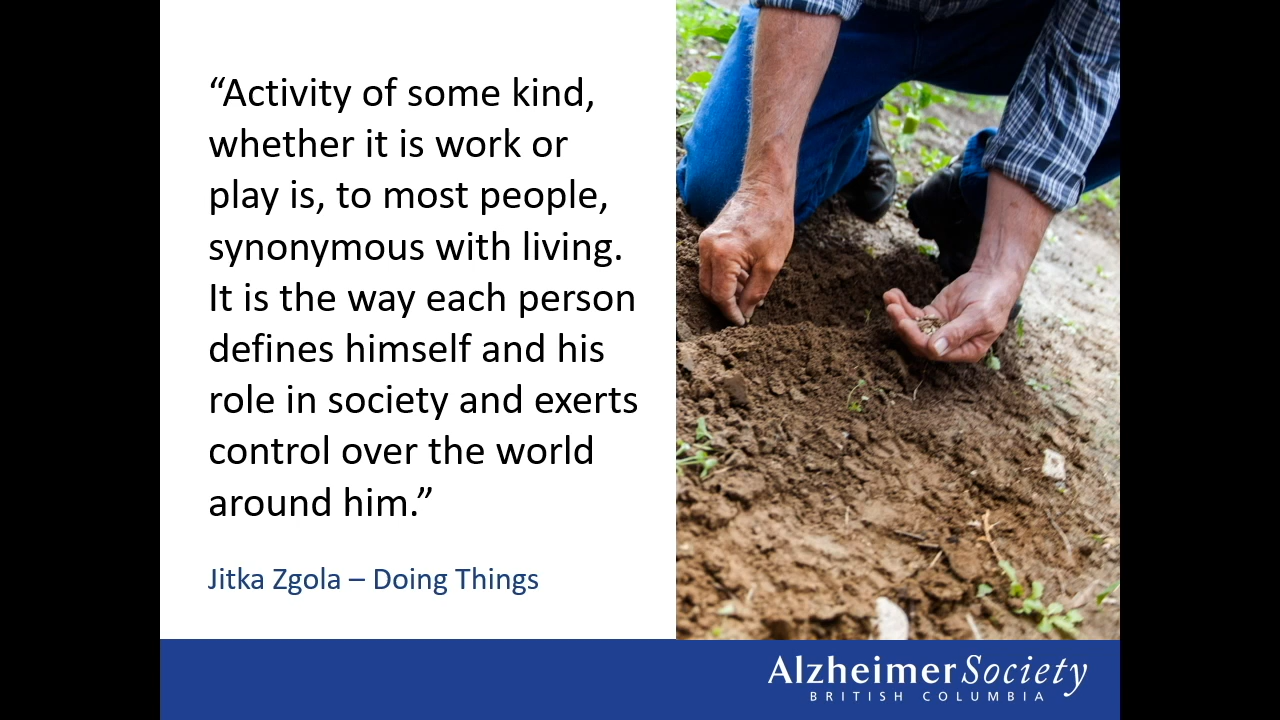 “Activity of some kind,
whether it is work or
play is, to most people,
synonymous with living.
It is the way each person
defines himself and his
role in society and exerts
control over the world
around him.”
Jitka Zgola – Doing Things
AlzheimerSociety
BRITISH COLUMBIA